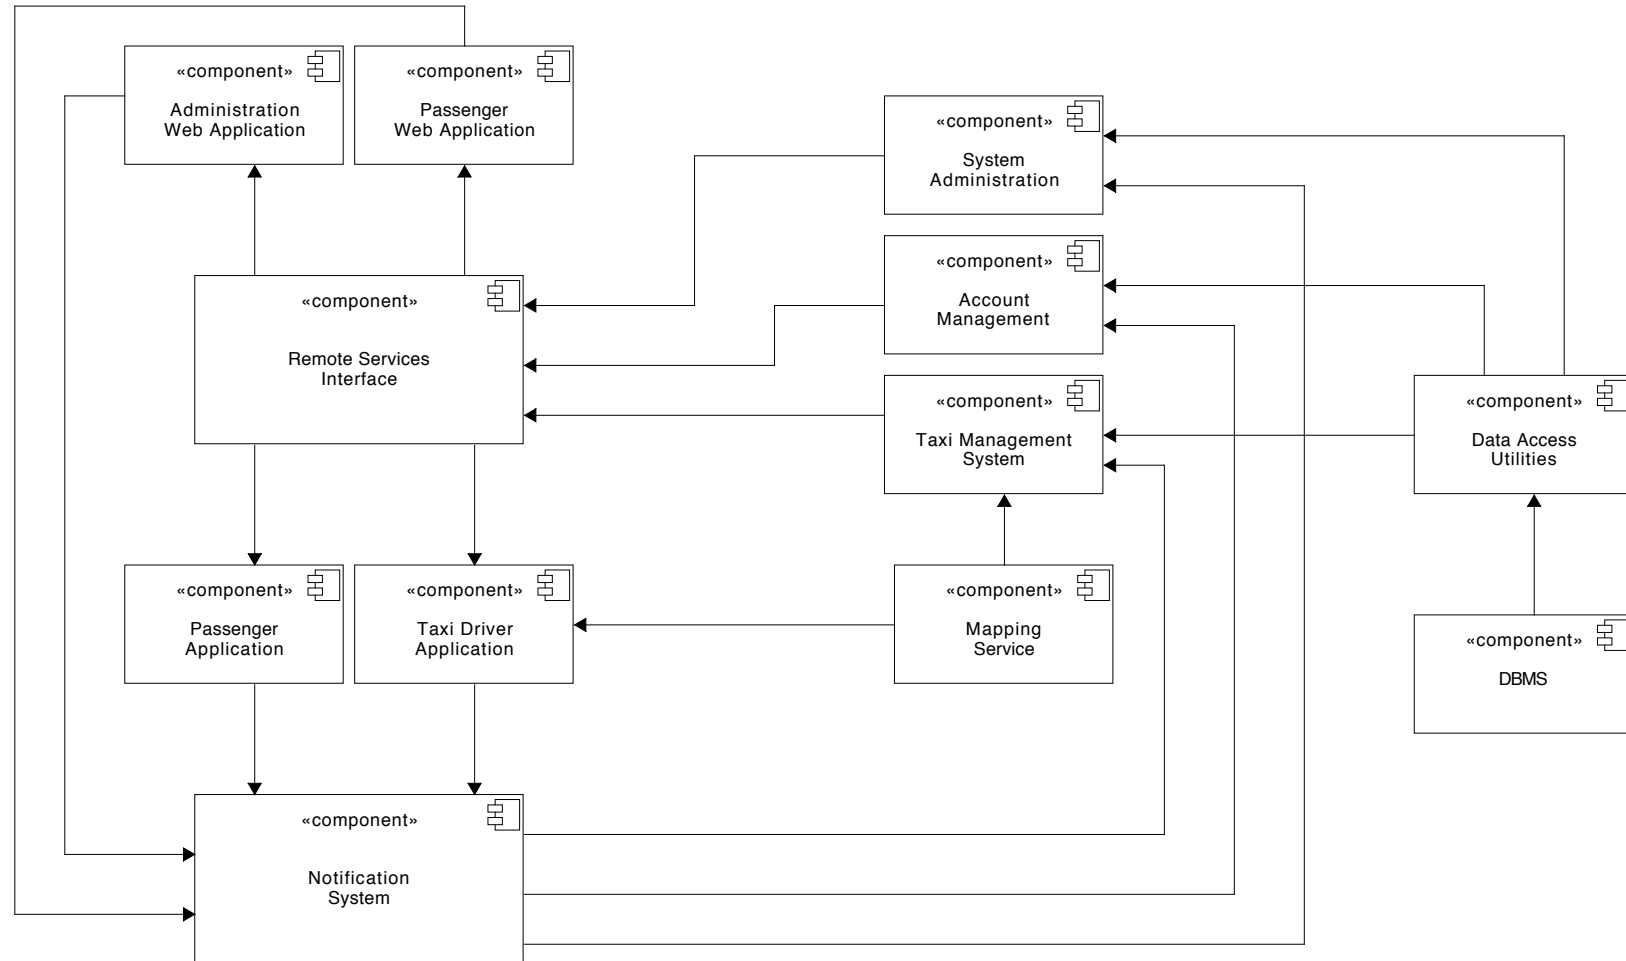 «component»
Administration
Web Application
«component»
Passenger
Web Application
«component»
System
Administration
«component»
Account
Management
«component»
Remote Services
Interface
«component»
Taxi Management
System
«component»
Data Access
Utilities
«component»
Passenger
Application
«component»
Taxi Driver
Application
«component»
Mapping
Service
«component»
DBMS
«component»
Notification
System